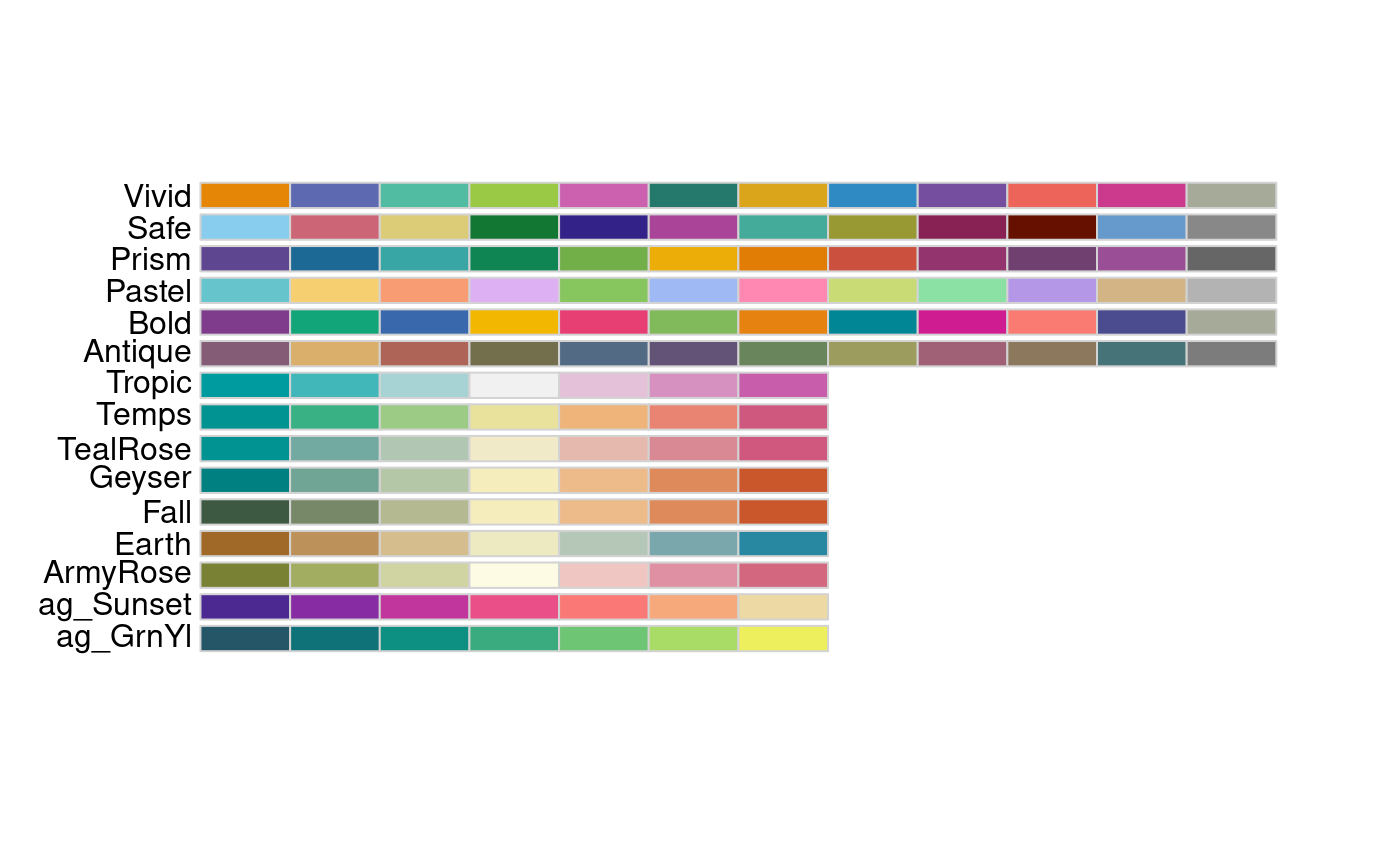 Vivid
Safe
Prism
Pastel
Bold
Antique
Tropic
Temps
TealRose
Geyser
Fall
Earth
ArmyRose
ag_Sunset
ag_GrnYl